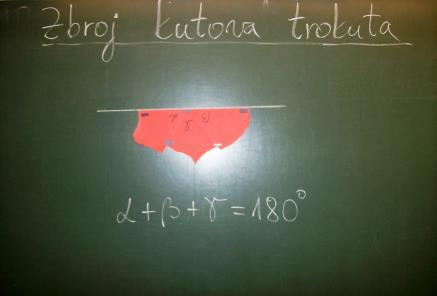 Zbroj kutova trokuta
α γ β
α + β + γ = 180°